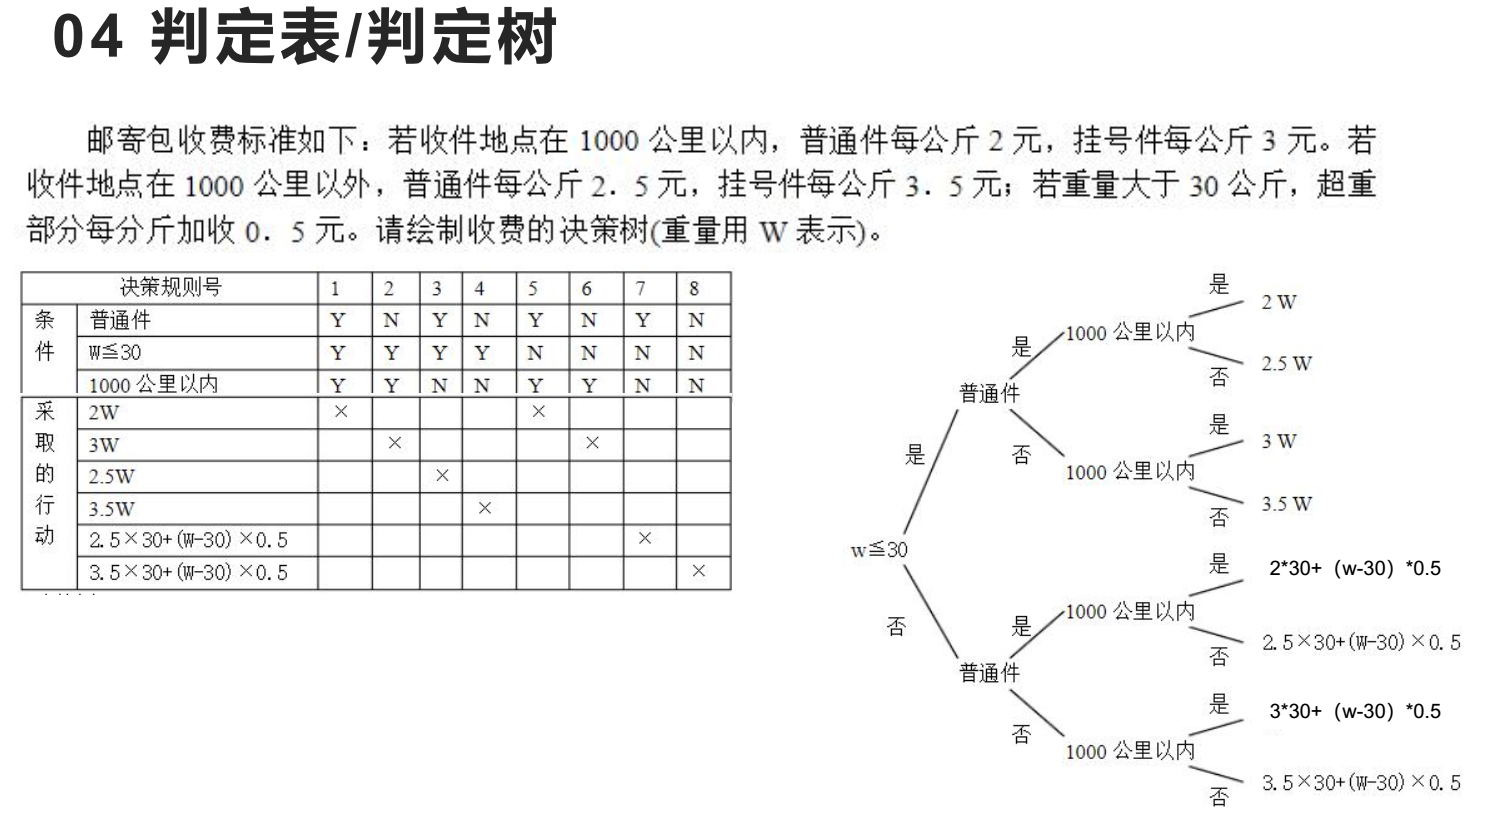 04 判定表/判定树
邮寄包收费标准如下：若收件地点在 1000 公里以内，普通件每公斤 2 元，挂号件每公斤 3 元。若
收件地点在 1000 公里以外，普通件每公斤 2．5 元，挂号件每公斤 3．5 元；若重量大于 30 公斤，超重
部分每分斤加收 0．5 元。请绘制收费的决策树(重量用 W 表示)。
决策规则号 1 2 3 4 5 6 7 8
条件
普通件 Y N Y N Y N Y N
W≦30 Y Y Y Y N N N N
1000 公里以内 Y Y N N Y Y N N
采取的行动
2W × ×
3W × ×
2.5W ×
3.5W ×
2.5×30+(W-30)×0.5 ×
3.5×30+(W-30)×0.5 ×
w≦30
是
普通件
是
1000 公里以内
是
2 W
否
2.5 W
否
1000 公里以内
是
3 W
否
3.5 W
否
普通件
是
1000 公里以内
是
2*30+（w-30）*0.5
否
2.5×30+(W-30)×0.5
否
1000 公里以内
是
3*30+（w-30）*0.5
否
3.5×30+(W-30)×0.5